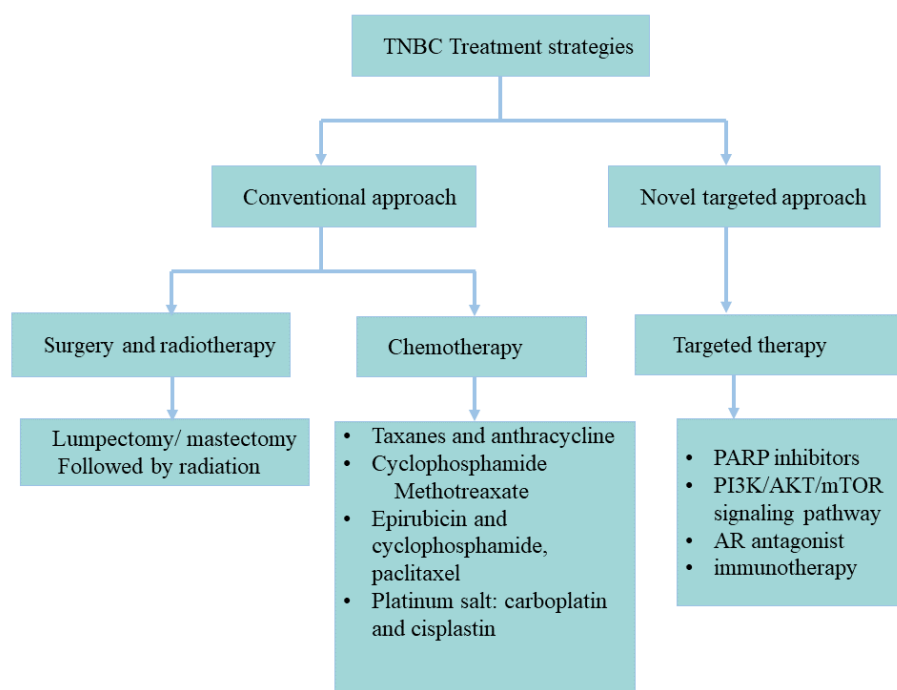 TNBC Treatment strategies
Conventional approach
Novel targeted approach
Surgery and radiotherapy
Chemotherapy
Targeted therapy
Lumpectomy/ mastectomy
Followed by radiation
• Taxanes and anthracycline
• Cyclophosphamide
Methotreaxate
• Epirubicin and
cyclophosphamide,
paclitaxel
• Platinum salt: carboplatin
and cisplastin
• PARP inhibitors
• PI3K/AKT/mTOR
signaling pathway
• AR antagonist
• immunotherapy